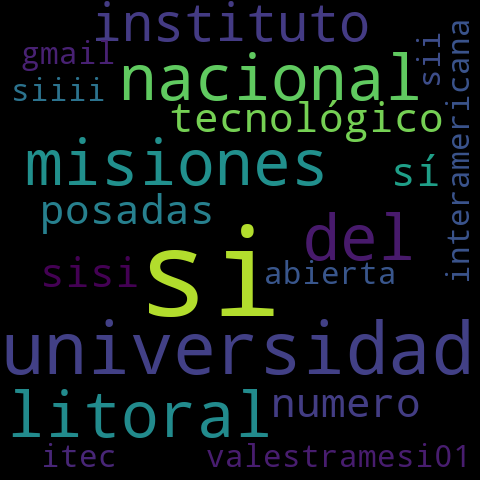 instituto
gmail
sii
siiii
nacional
interamericana
tecnológico
misiones
sí
posadas
del
si
sisi
abierta
universidad
litoral
numero
itec
valestramesi01